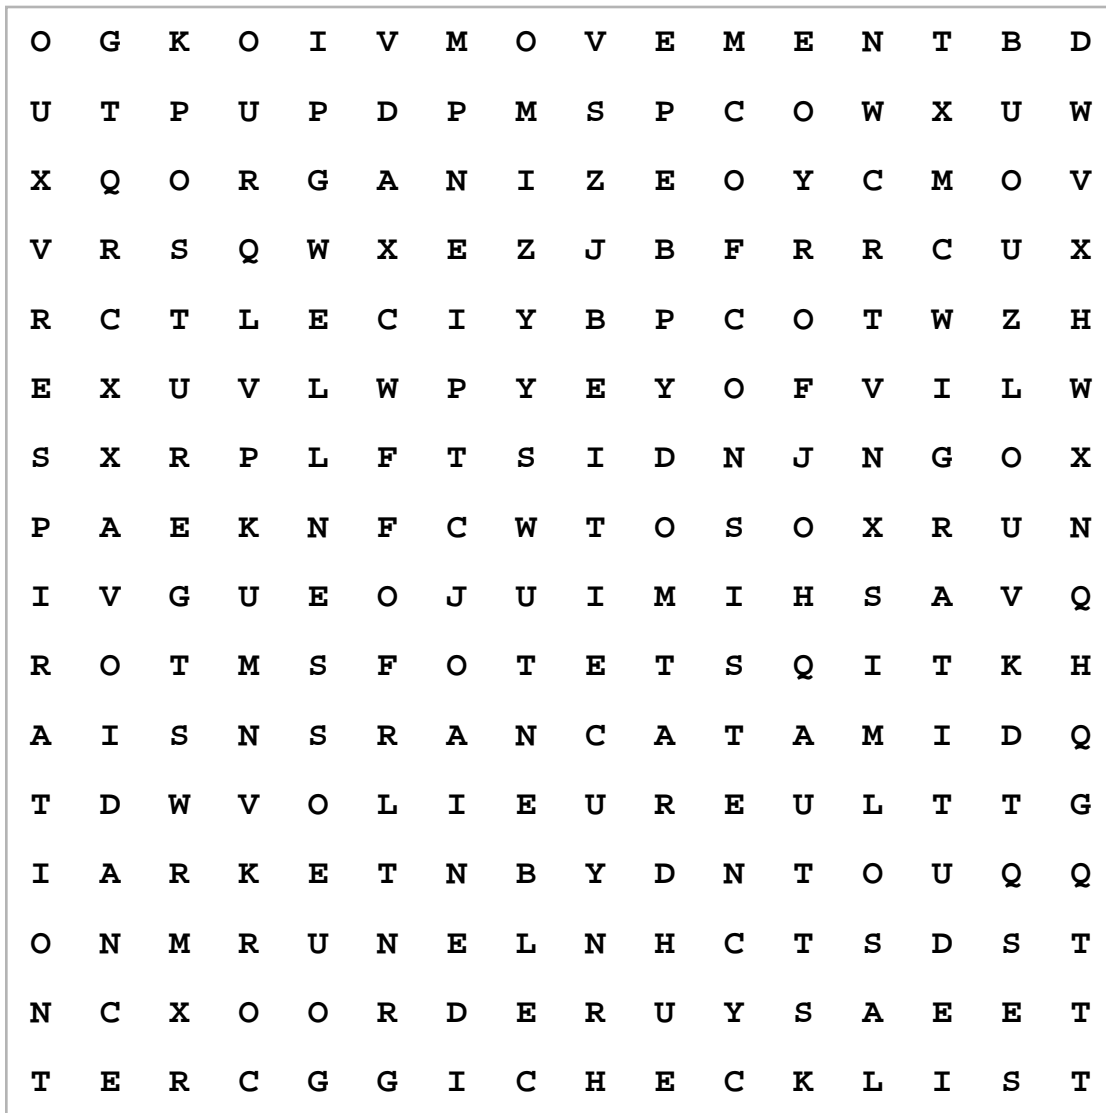 O G K O I V M O V E M E N T B D
U T P U P D P M S P C O W X U W
X Q O R G A N I Z E O Y C M O V
V R S Q W X E Z J B F R R C U X
R C T L E C I Y B P C O T W Z H
E X U V L W P Y E Y O F V I L W
S X R P L F T S I D N J N G O X
P A E K N F C W T O S O X R U N
I V G U E O J U I M I H S A V Q
R O T M S F O T E T S Q I T K H
A I S N S R A N C A T A M I D Q
T D W V O L I E U R E U L T T G
I A R K E T N B Y D N T O U Q Q
O N M R U N E L N H C T S D S T
N C X O O R D E R U Y S A E E T
T E R C G G I C H E C K L I S T